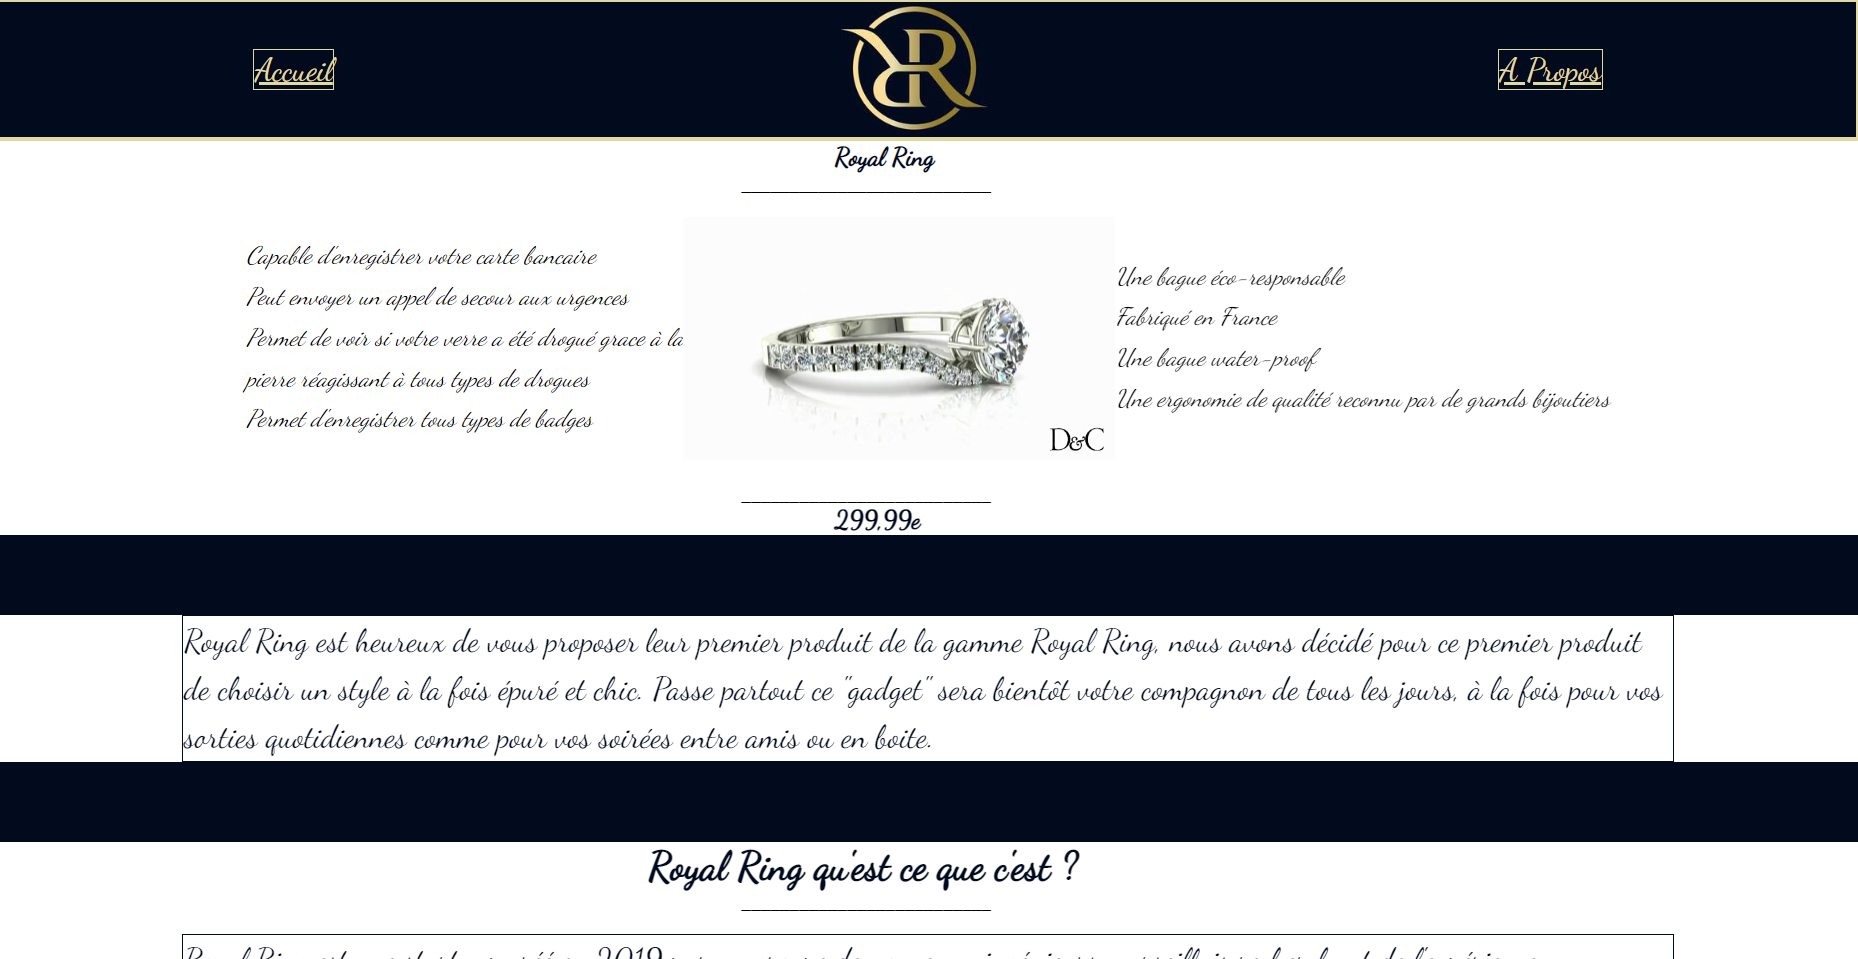 Accueil
RR
A Propos
Royal Ring
Capable d'enregistrer votre carte bancaire
Peut envoyer un appel de secour aux urgences
Permet de voir si votre verre a été drogué grace à la
pierre réagissant à tous types de drogues
Permet d'enregistrer tous types de badges
D&C
Une bague éco-responsable
Fabriqué en France
Une bague water-proof
Une ergonomie de qualité reconnu par de grands bijoutiers
299,99e
Royal Ring est heureux de vous proposer leur premier produit de la gamme Royal Ring, nous avons décidé pour ce premier produit
de choisir un style à la fois épuré et chic. Passe partout ce "gadget" sera bientôt votre compagnon de tous les jours, à la fois pour vos
sorties quotidiennes comme pour vos soirées entre amis ou en boite.
Royal Ring qu'est ce que c'est ?